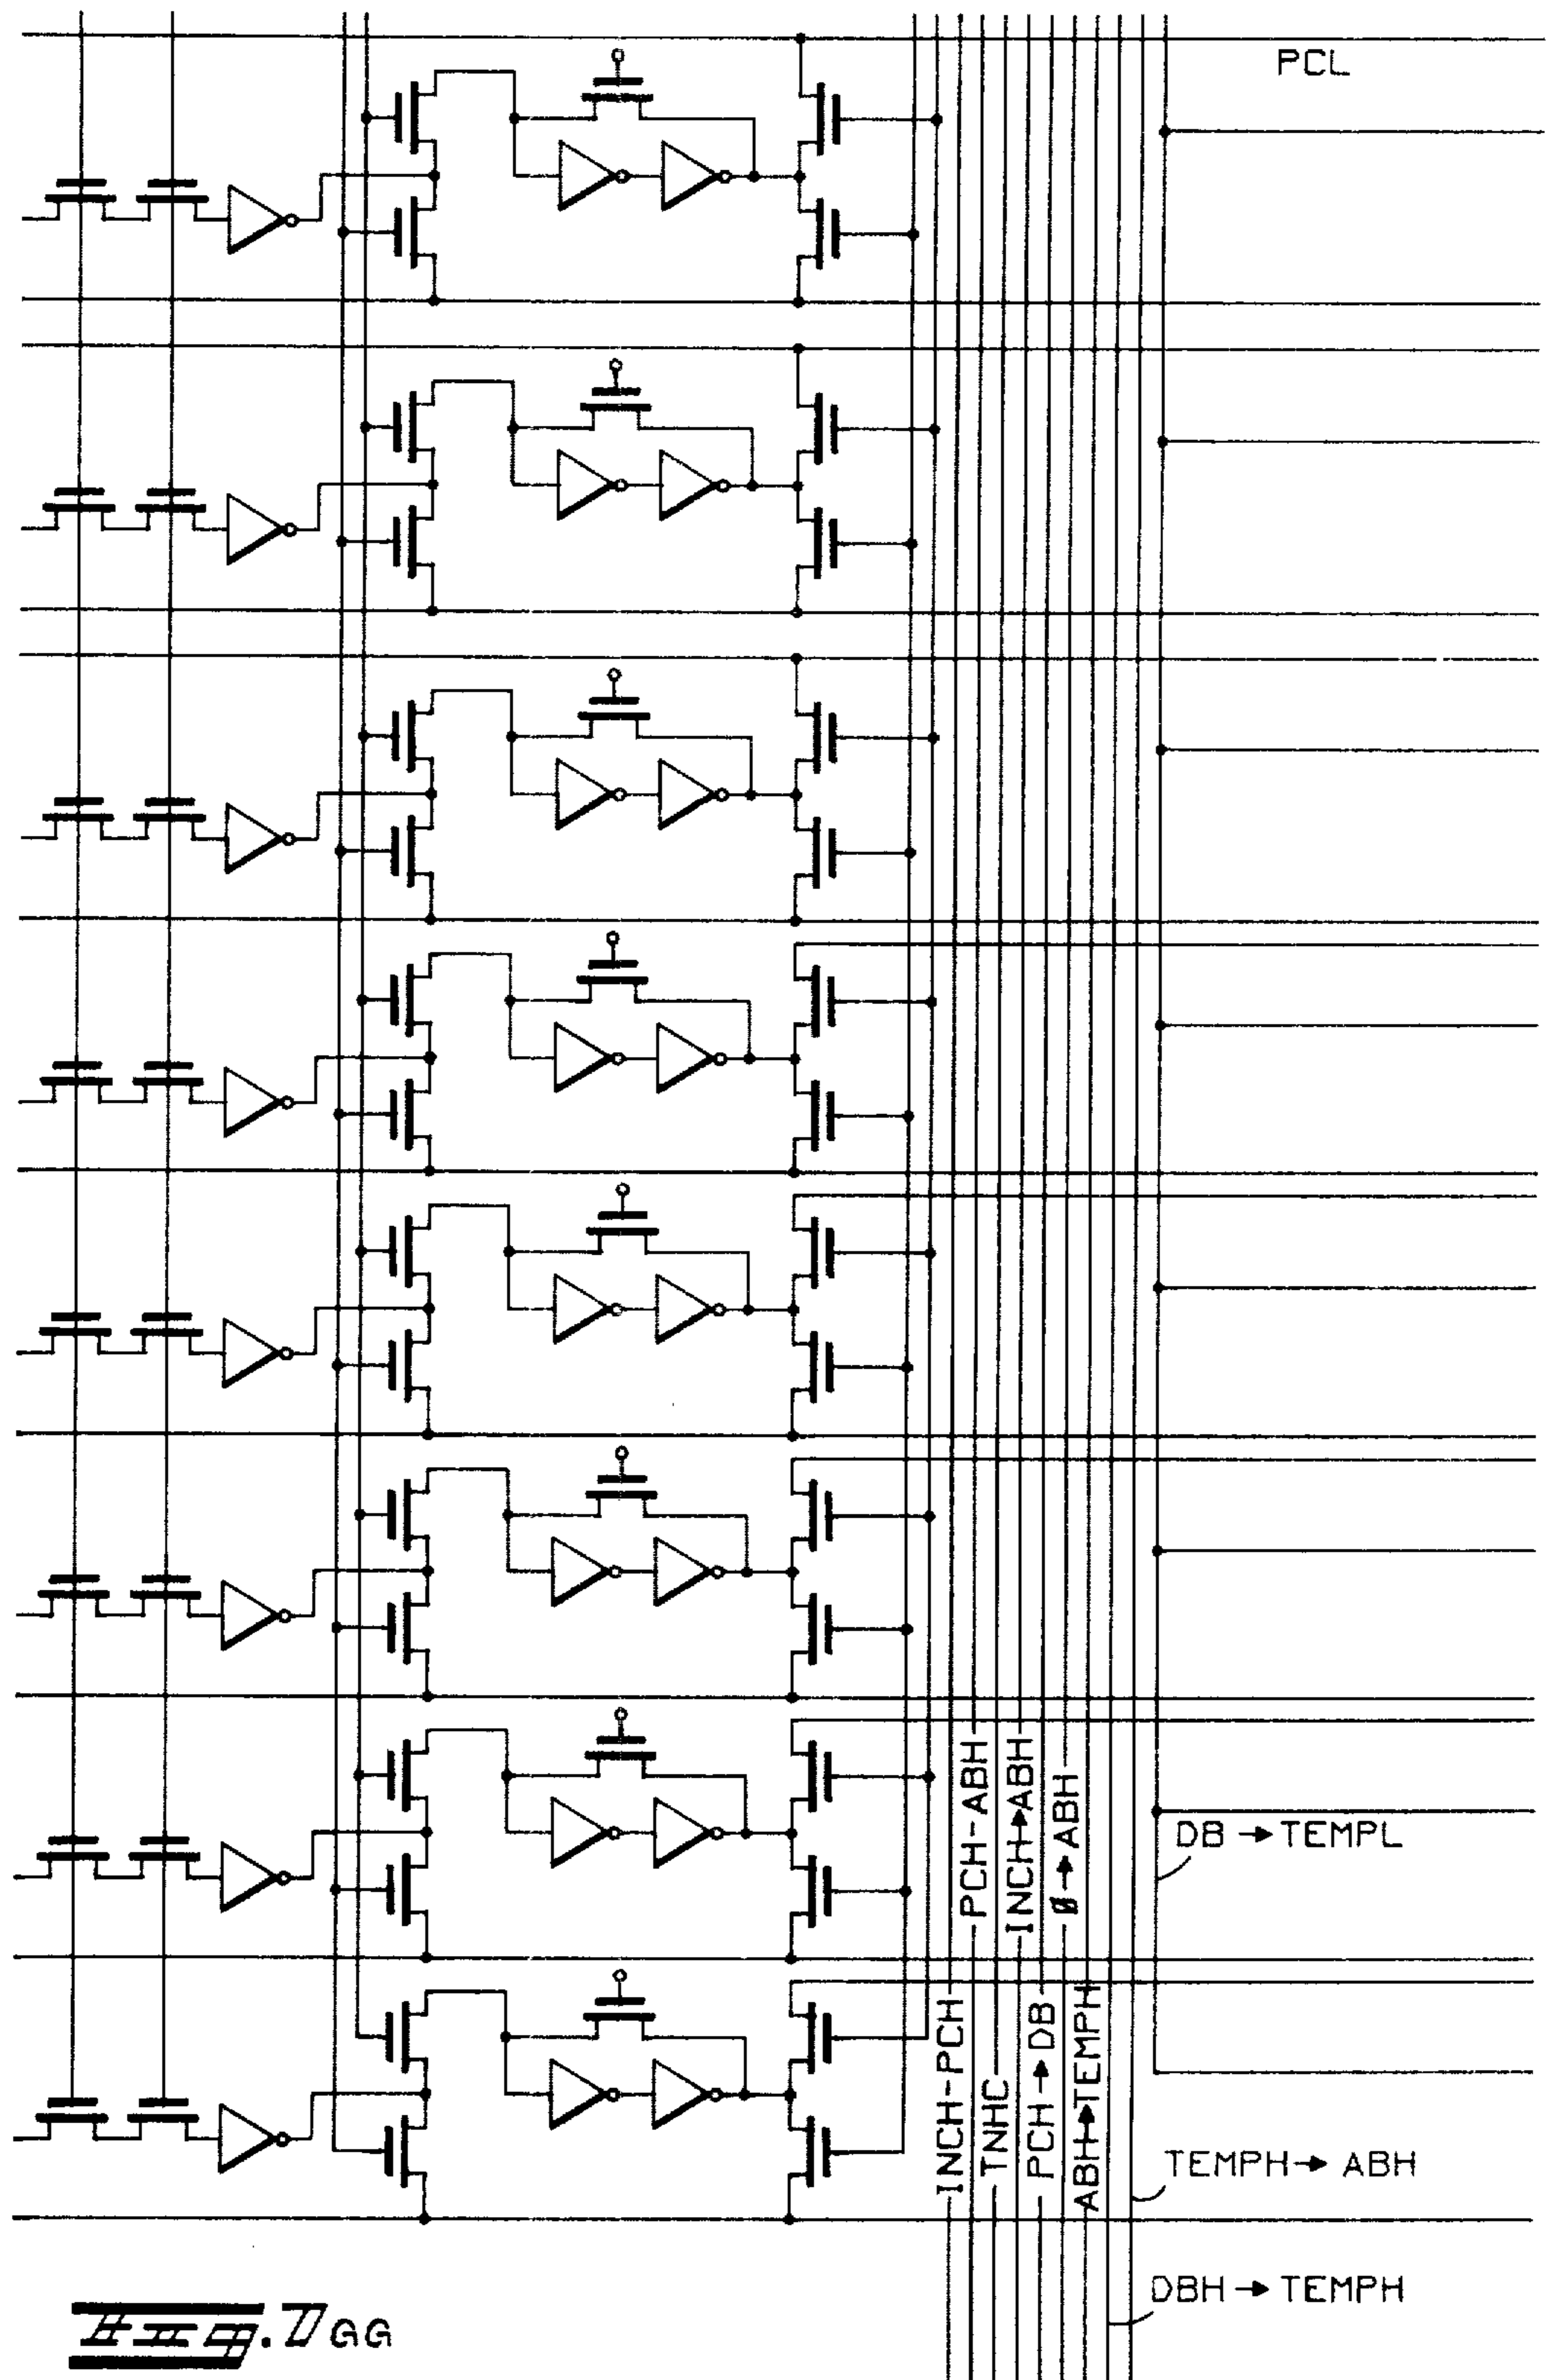 PCL
PCH-ABH
INCH→ABH
Ø→ABH
DB→TEMPL
INCH-PCH
TNHC
PCH→DB
ABH→TEMPH
TEMPH→ABH
DBH→TEMPH
Fig. 7GG